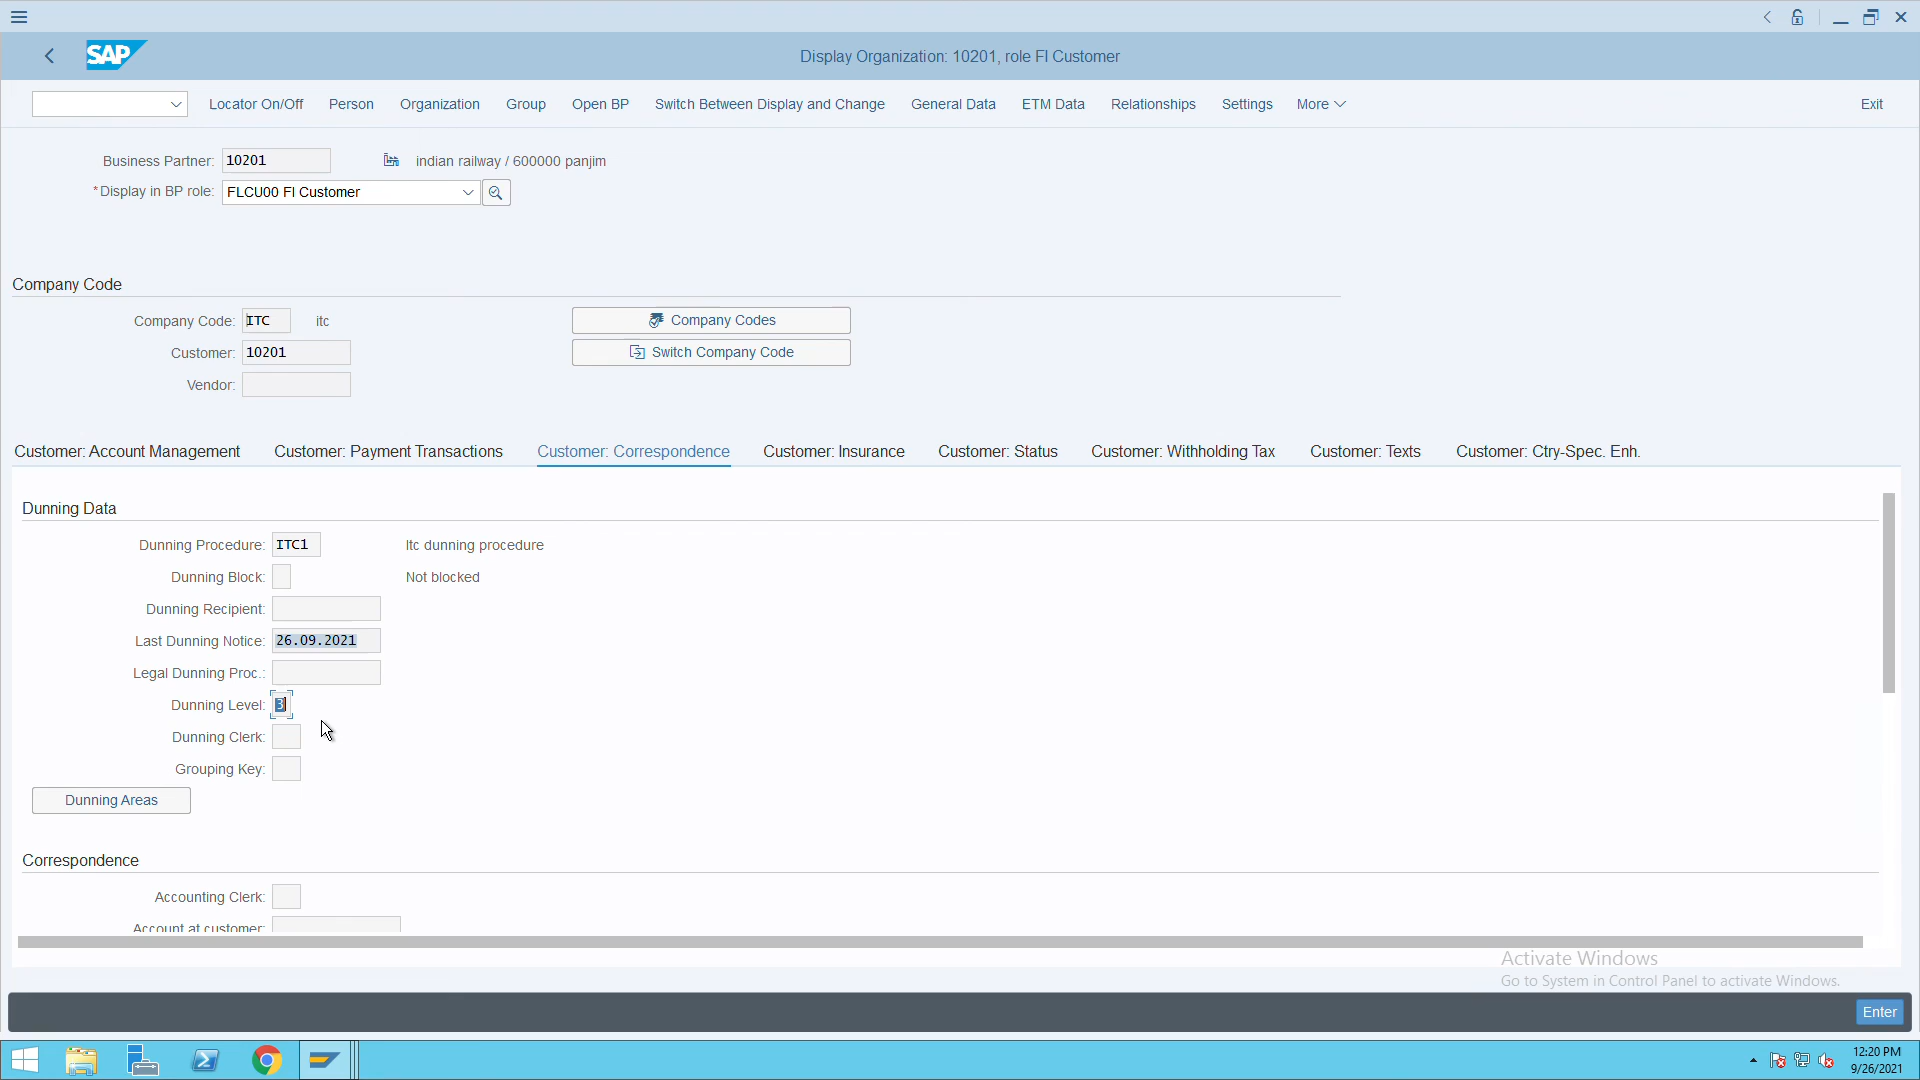 SAP
Display Organization: 10201, role FI Customer
Locator On/Off Person Organization Group Open BP Switch Between Display and Change General Data ETM Data Relationships Settings More Exit
Business Partner: 10201 indian railway / 600000 panjim
*Display in BP role: FLCU00 FI Customer
Company Code
Company Code: ITC itc Company Codes
Customer: 10201 Switch Company Code
Vendor:
Customer: Account Management Customer: Payment Transactions Customer: Correspondence Customer: Insurance Customer: Status Customer: Withholding Tax Customer: Texts Customer: Ctry-Spec. Enh.
Dunning Data
Dunning Procedure: ITC1 Itc dunning procedure
Dunning Block: Not blocked
Dunning Recipient:
Last Dunning Notice: 26.09.2021
Legal Dunning Proc.:
Dunning Level: 3
Dunning Clerk:
Grouping Key:
Dunning Areas
Correspondence
Accounting Clerk:
Account at customer:
Activate Windows
Go to System in Control Panel to activate Windows.
Enter
12:20 PM
9/26/2021